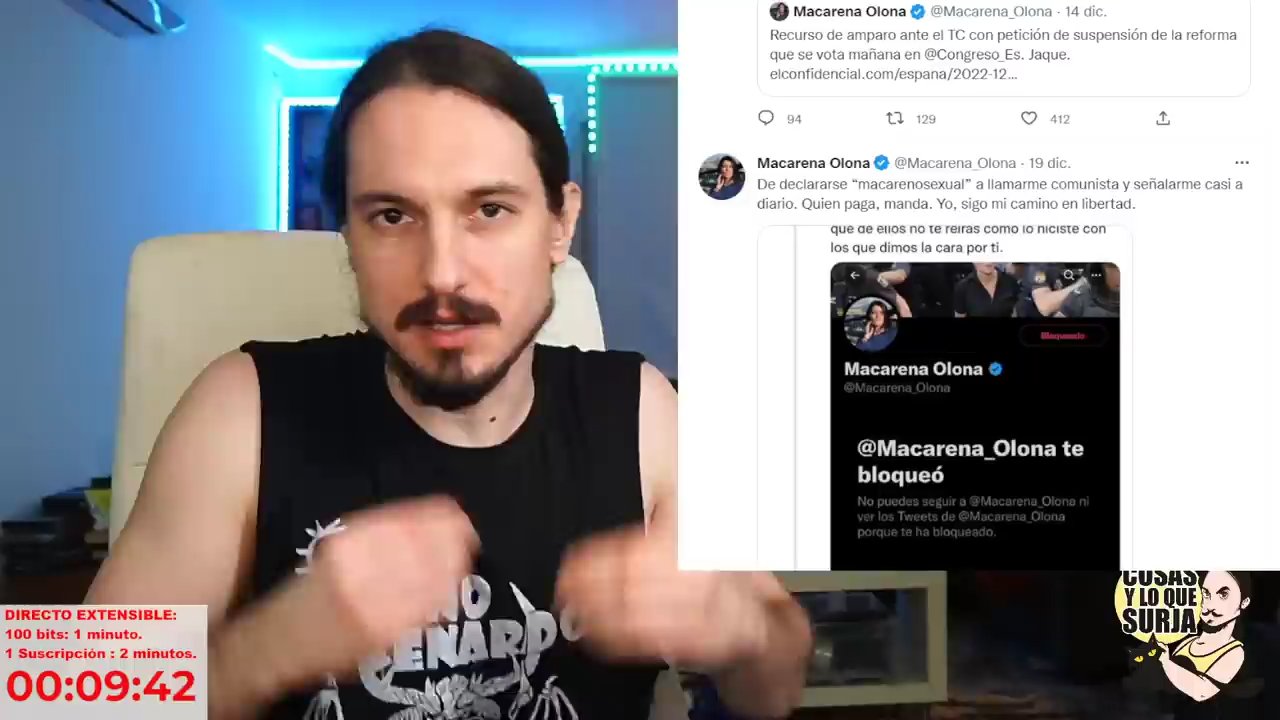 Macarena Olona @Macarena_Olona · 14 dic.
Recurso de amparo ante el TC con petición de suspensión de la reforma
que se vota mañana en @Congreso_Es. Jaque.
elconfidencial.com/espana/2022-12...
94 129 412
Macarena Olona @Macarena_Olona · 19 dic.
De declararse “macarenosexual” a llamarme comunista y señalarme casi a
diario. Quien paga, manda. Yo, sigo mi camino en libertad.
que de ellos no te reirás como lo hiciste con
los que dimos la cara por ti.
Bloqueado
Macarena Olona
@Macarena_Olona
@Macarena_Olona te
bloqueó
No puedes seguir a @Macarena_Olona ni
ver los Tweets de @Macarena_Olona
porque te ha bloqueado.
COSAS
Y LO QUE
SURJA
DIRECTO EXTENSIBLE:
100 bits: 1 minuto.
1 Suscripción : 2 minutos.
00:09:42